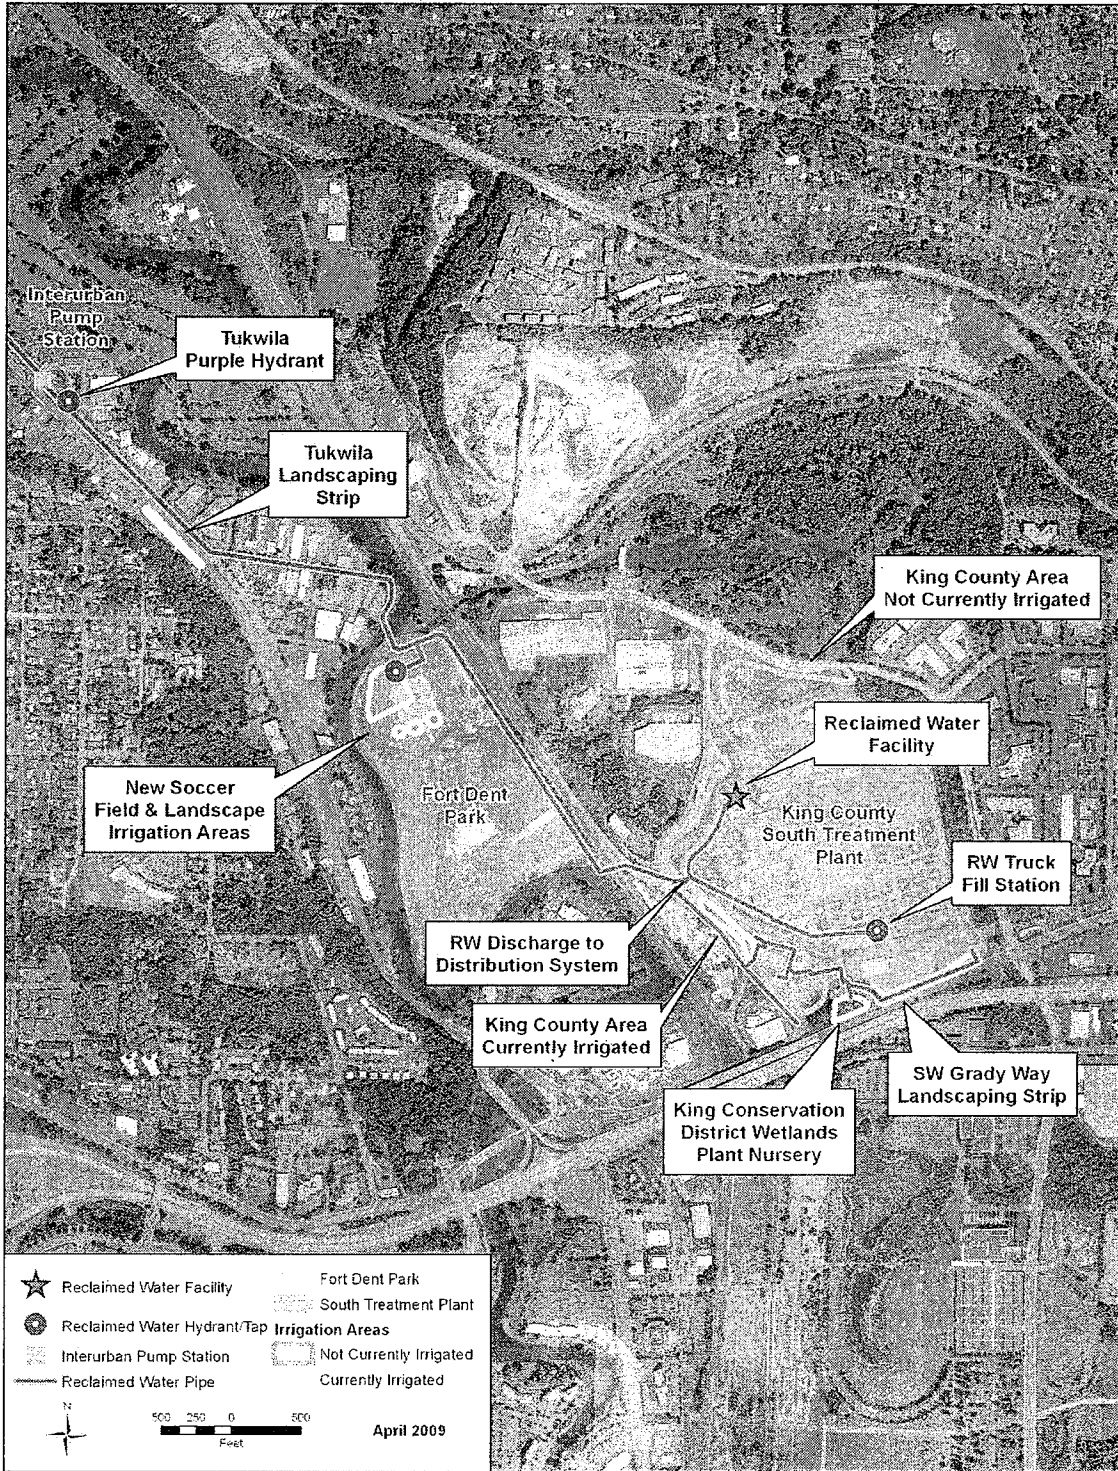 Interurban
Pump
Station
Tukwila
Purple Hydrant
Tukwila
Landscaping
Strip
King County Area
Not Currently Irrigated
Reclaimed Water
Facility
New Soccer
Field & Landscape
Irrigation Areas
Fort Dent
Park
King County
South Treatment
Plant
RW Truck
Fill Station
RW Discharge to
Distribution System
King County Area
Currently Irrigated
SW Grady Way
Landscaping Strip
King Conservation
District Wetlands
Plant Nursery
Reclaimed Water Facility
Reclaimed Water Hydrant/Tap
Interurban Pump Station
Reclaimed Water Pipe
Fort Dent Park
South Treatment Plant
Irrigation Areas
Not Currently Irrigated
Currently Irrigated
N
500 250 0 500
Feet
April 2009